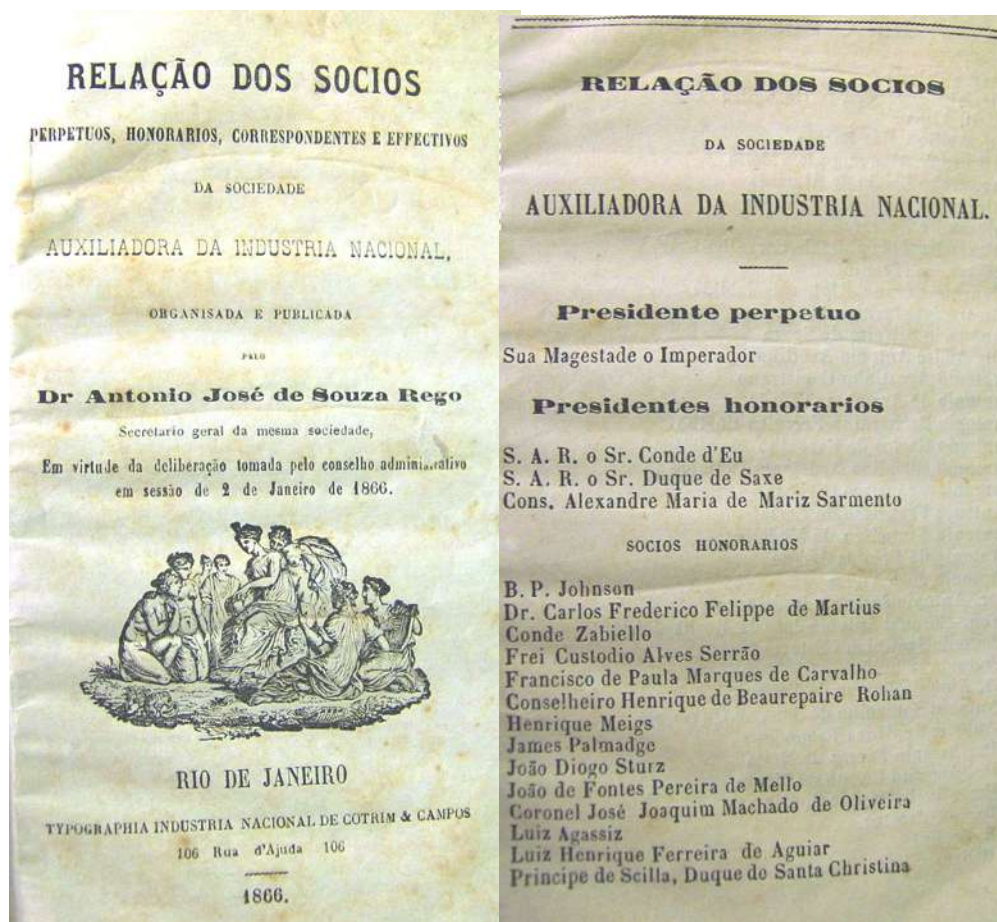 RELAÇÃO DOS SOCIOS
PERPETUOS, HONORARIOS, CORRESPONDENTES E EFFECTIVOS
DA SOCIEDADE
AUXILIADORA DA INDUSTRIA NACIONAL,
ORGANISADA E PUBLICADA
PELO
Dr Antonio José de Souza Rego
Secretario geral da mesma sociedade,
Em virtude da deliberação tomada pelo conselho administrativo
em sessão de 2 de Janeiro de 1866.
RIO DE JANEIRO
TYPOGRAPHIA INDUSTRIA NACIONAL DE COTRIM & CAMPOS
106 Rua d'Ajuda 106
1866.
RELAÇÃO DOS SOCIOS
DA SOCIEDADE
AUXILIADORA DA INDUSTRIA NACIONAL.
Presidente perpetuo
Sua Magestade o Imperador
Presidentes honorarios
S. A. R. o Sr. Conde d'Eu
S. A. R. o Sr. Duque de Saxe
Cons. Alexandre Maria de Mariz Sarmento
SOCIOS HONORARIOS
B. P. Johnson
Dr. Carlos Frederico Felippe de Martius
Conde Zabiello
Frei Custodio Alves Serrão
Francisco de Paula Marques de Carvalho
Conselheiro Henrique de Beaurepaire Rohan
Henrique Meigs
James Palmadge
João Diogo Sturz
João de Fontes Pereira de Mello
Coronel José Joaquim Machado de Oliveira
Luiz Agassiz
Luiz Henrique Ferreira de Aguiar
Principe de Scilla, Duque de Santa Christina